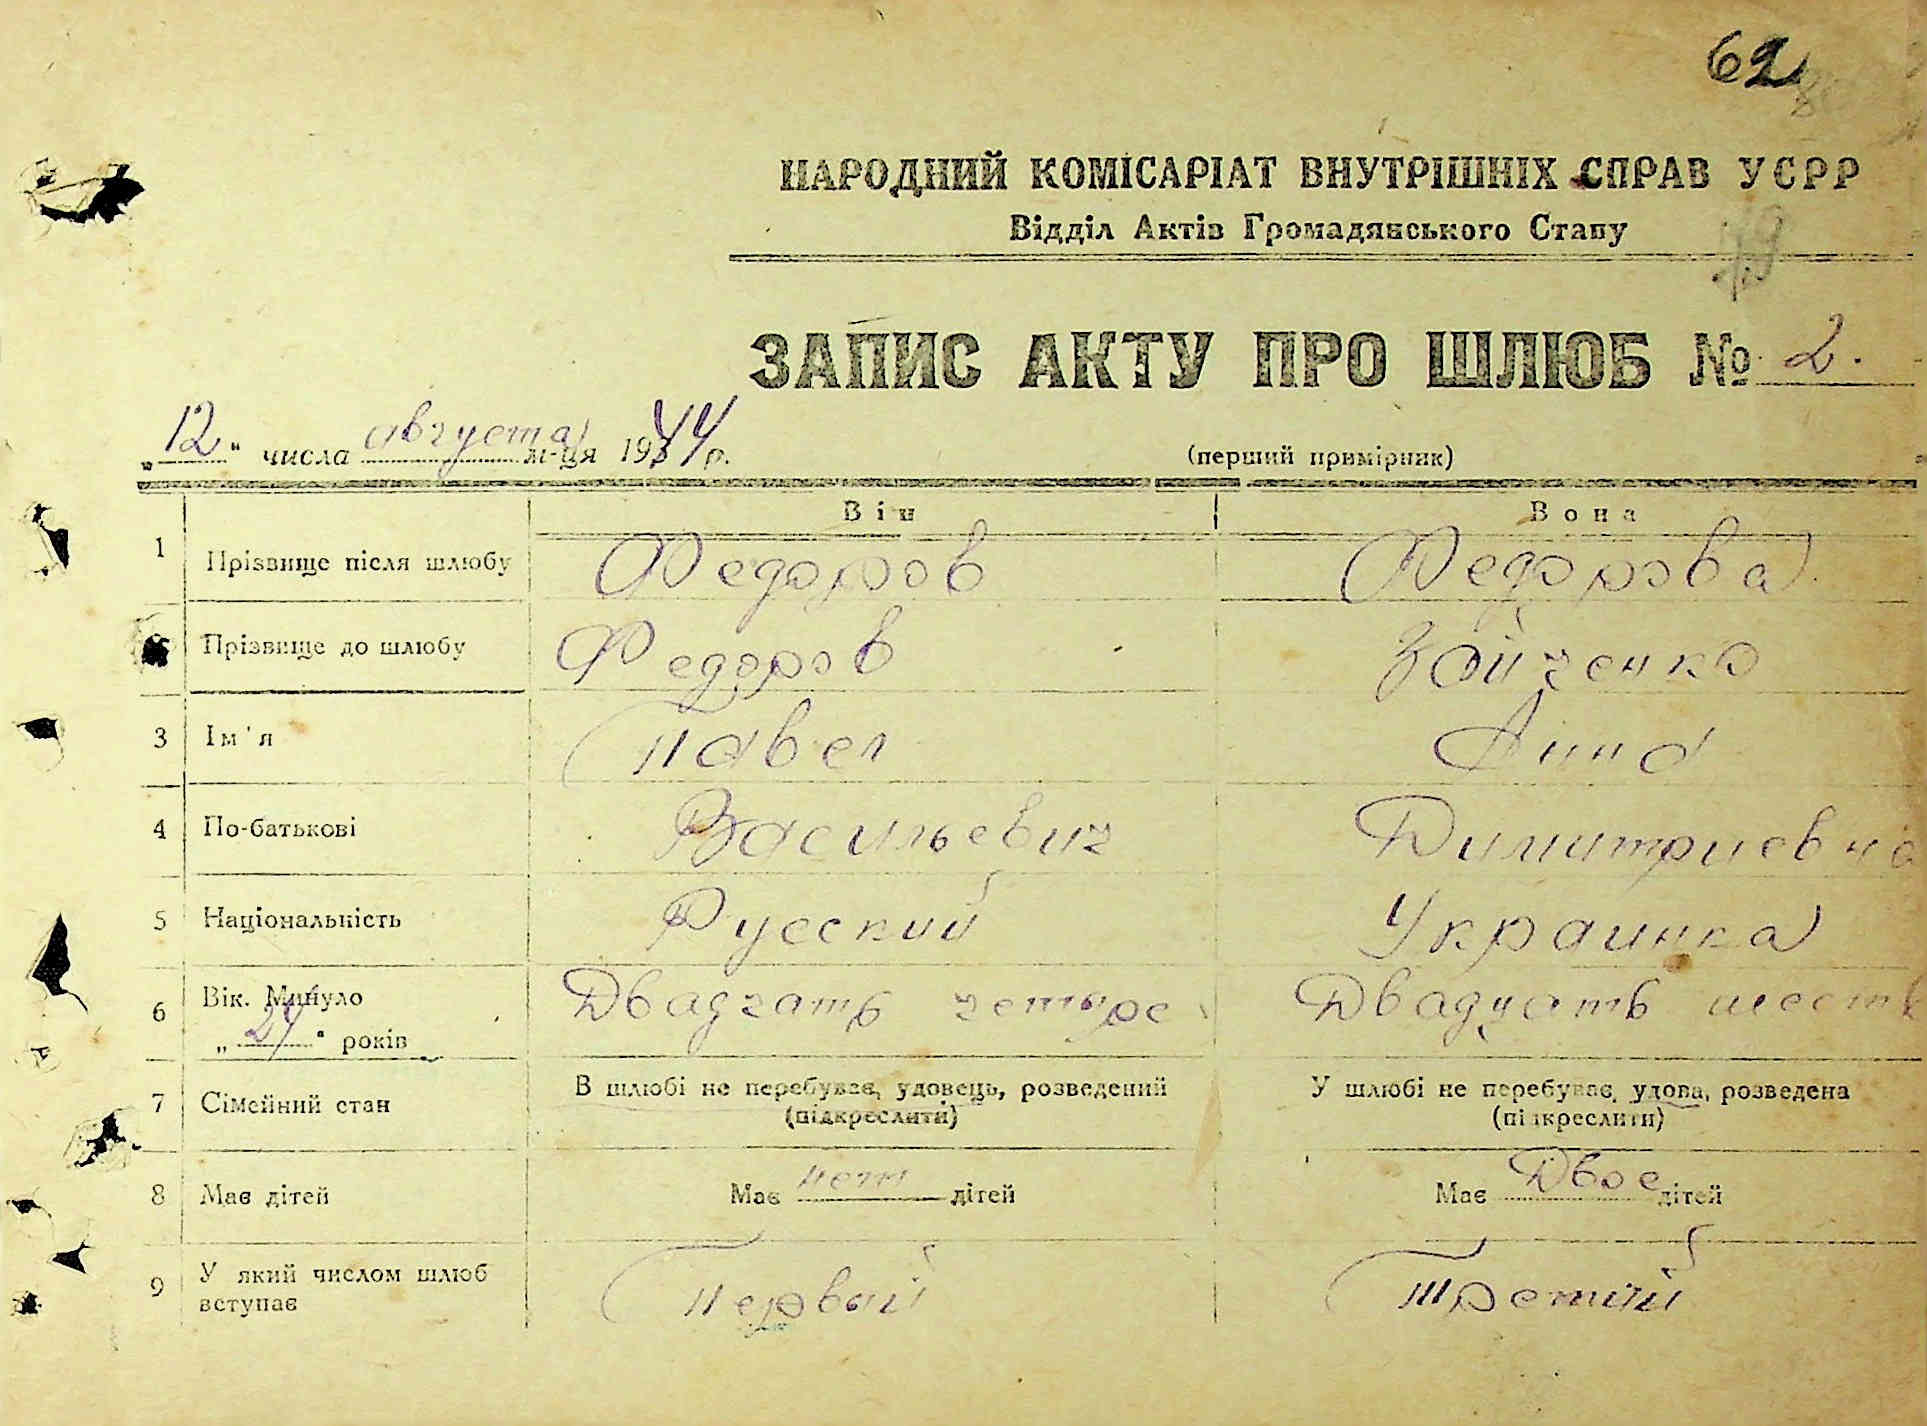 62
НАРОДНИЙ КОМІСАРІАТ ВНУТРІШНІХ СПРАВ УСРР
Відділ Актів Громадянського Стану
ЗАПИС АКТУ ПРО ШЛЮБ № 2.
„12“ числа августа м-ця 1944 р. (перший примірник)
Він Вона
1 Прізвище після шлюбу Федоров Федорова
Прізвище до шлюбу Федоров Зайченко
3 Ім'я Павел Анна
4 По-батькові Васильевич Димитриевна
5 Національність Русский Украинка
6 Вік. Минуло Двадцать четыре Двадцать шесть
„24“ років
7 Сімейний стан В шлюбі не перебуває, удовець, розведений У шлюбі не перебуває, удова, розведена
(підкреслити) (підкреслити)
8 Має дітей Має нет дітей Має Двое дітей
9 У який числом шлюб Первый Третий
вступає